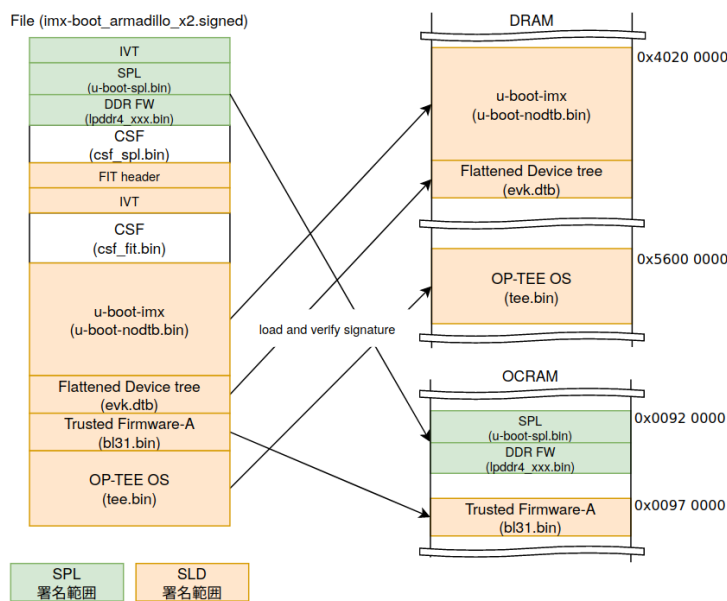 File (imx-boot_armadillo_x2.signed)
IVT
SPL
(u-boot-spl.bin)
DDR FW
(lpddr4_xxx.bin)
CSF
(csf_spl.bin)
FIT header
IVT
CSF
(csf_fit.bin)
u-boot-imx
(u-boot-nodtb.bin)
Flattened Device tree
(evk.dtb)
Trusted Firmware-A
(bl31.bin)
OP-TEE OS
(tee.bin)
SPL
署名範囲
SLD
署名範囲
load and verify signature
DRAM
0x4020 0000
u-boot-imx
(u-boot-nodtb.bin)
Flattened Device tree
(evk.dtb)
0x5600 0000
OP-TEE OS
(tee.bin)
OCRAM
0x0092 0000
SPL
(u-boot-spl.bin)
DDR FW
(lpddr4_xxx.bin)
0x0097 0000
Trusted Firmware-A
(bl31.bin)